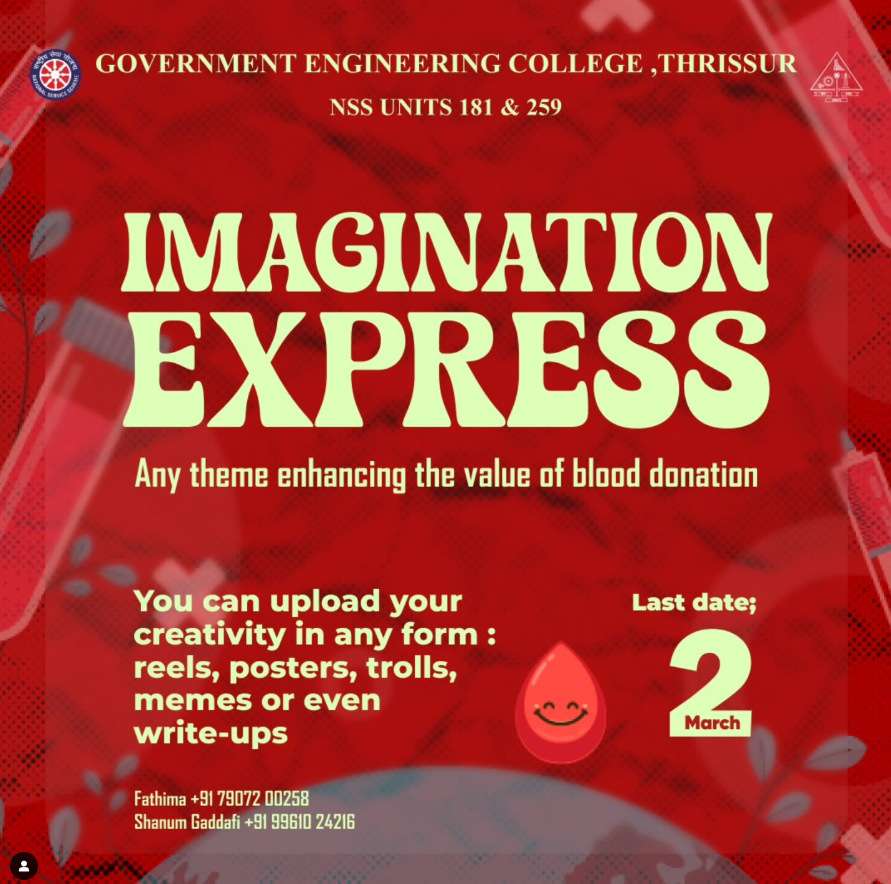 GOVERNMENT ENGINEERING COLLEGE ,THRISSUR
NSS UNITS 181 & 259
IMAGINATION
EXPRESS
Any theme enhancing the value of blood donation
You can upload your
creativity in any form :
reels, posters, trolls,
memes or even
write-ups
Last date;
2
March
Fathima +91 79072 00258
Shanum Gaddafi +91 99610 24216